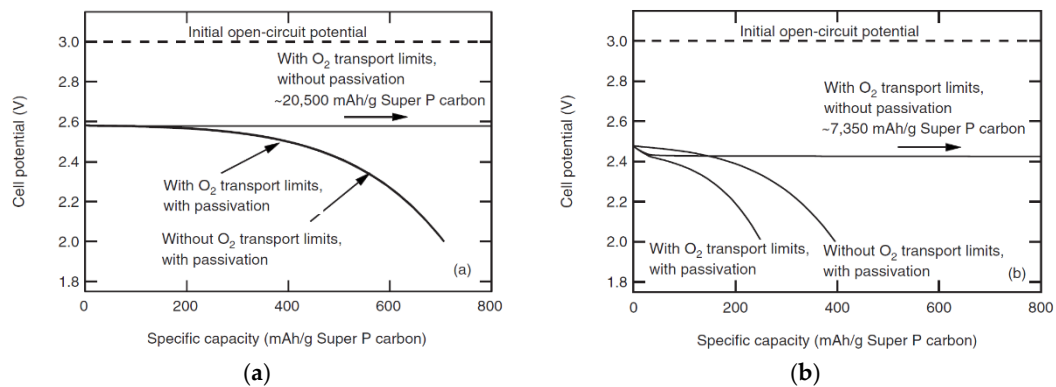 3.0
2.8
2.6
2.4
2.2
2.0
1.8
Cell potential (V)
Initial open-circuit potential
With O2 transport limits,
without passivation
~20,500 mAh/g Super P carbon
With O2 transport limits,
with passivation
Without O2 transport limits,
with passivation
(a)
0 200 400 600 800
Specific capacity (mAh/g Super P carbon)
(a)
3.0
2.8
2.6
2.4
2.2
2.0
1.8
Cell potential (V)
Initial open-circuit potential
With O2 transport limits,
without passivation
~7,350 mAh/g Super P carbon
With O2 transport limits,
with passivation
Without O2 transport limits,
with passivation
(b)
0 200 400 600 800
Specific capacity (mAh/g Super P carbon)
(b)